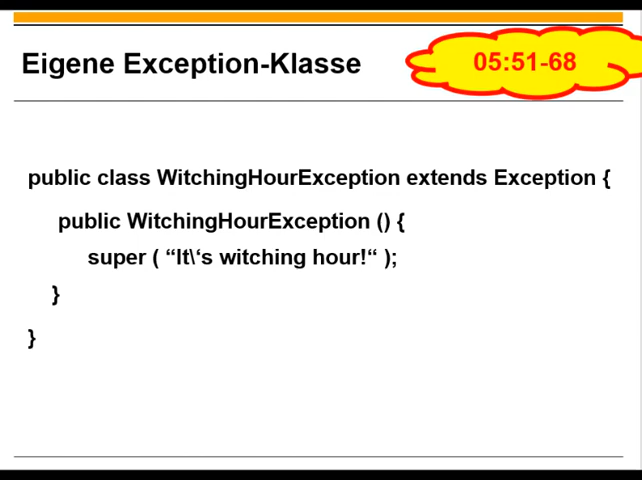 Eigene Exception-Klasse
05:51-68
public class WitchingHourException extends Exception {
public WitchingHourException () {
super ( “It\‘s witching hour!“ );
}
}